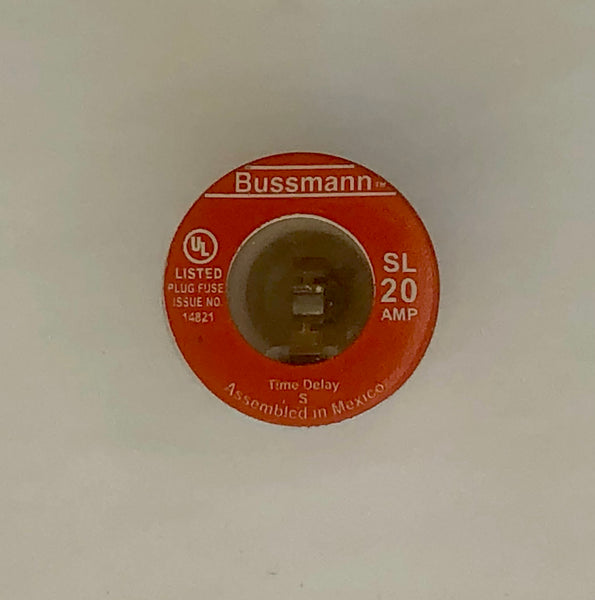 Bussmann™
UL
LISTED
PLUG FUSE
ISSUE NO.
14821
SL
20
AMP
Time Delay
S
Assembled in Mexico